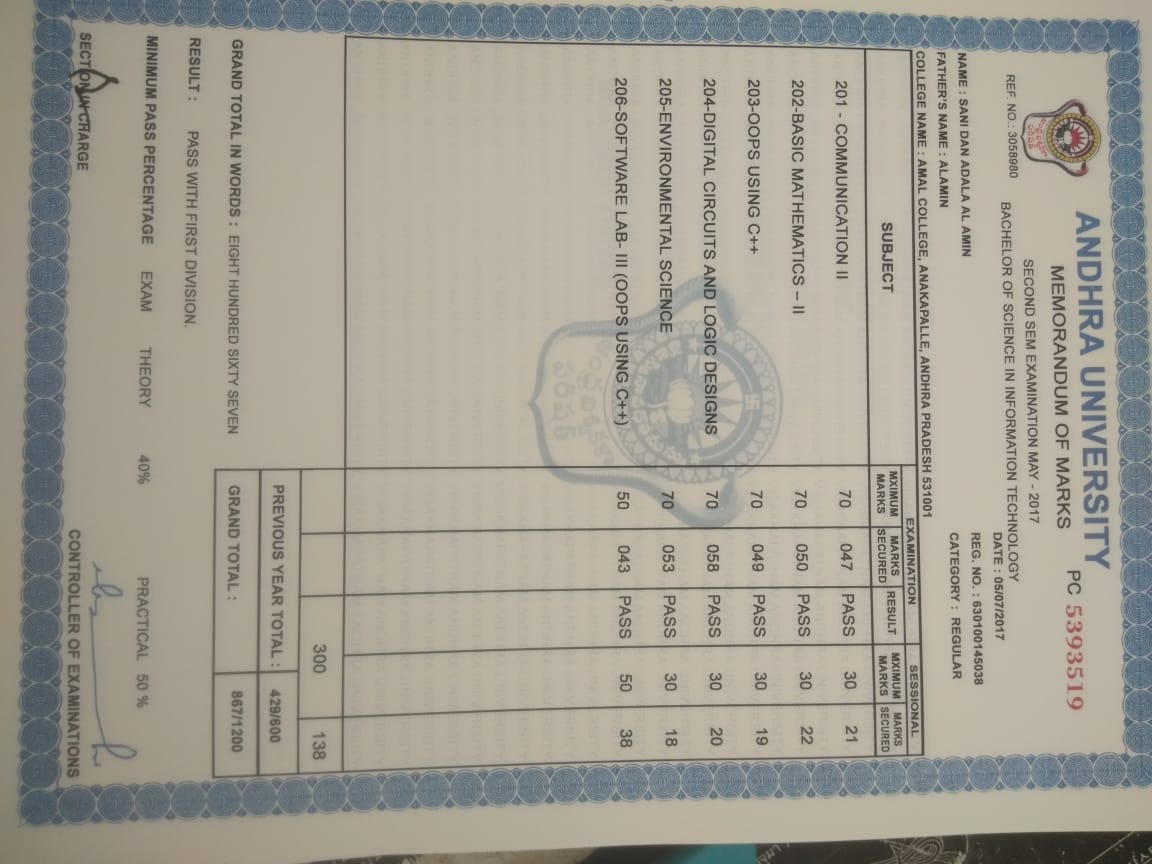 ANDHRA UNIVERSITY
MEMORANDUM OF MARKS PC 5393519
SECOND SEM EXAMINATION MAY - 2017
DATE : 05/07/2017
REF. NO.: 3058980 BACHELOR OF SCIENCE IN INFORMATION TECHNOLOGY
REG. NO. : 630100145038
NAME : SANI DAN ADALA AL AMIN CATEGORY : REGULAR
FATHER'S NAME : ALAMIN
COLLEGE NAME : AMAL COLLEGE, ANAKAPALLE, ANDHRA PRADESH 531001
SUBJECT EXAMINATION SESSIONAL
MXIMUM MARKS MARKS SECURED RESULT MXIMUM MARKS MARKS SECURED
201 - COMMUNICATION II 70 047 PASS 30 21
202-BASIC MATHEMATICS – II 70 050 PASS 30 22
203-OOPS USING C++ 70 049 PASS 30 19
204-DIGITAL CIRCUITS AND LOGIC DESIGNS 70 058 PASS 30 20
205-ENVIRONMENTAL SCIENCE 70 053 PASS 30 18
206-SOFTWARE LAB- III (OOPS USING C++) 50 043 PASS 50 38
300 138
PREVIOUS YEAR TOTAL : 429/600
GRAND TOTAL IN WORDS : EIGHT HUNDRED SIXTY SEVEN GRAND TOTAL : 867/1200
RESULT : PASS WITH FIRST DIVISION.
MINIMUM PASS PERCENTAGE EXAM THEORY 40% PRACTICAL 50 %
SECTION IN CHARGE CONTROLLER OF EXAMINATIONS